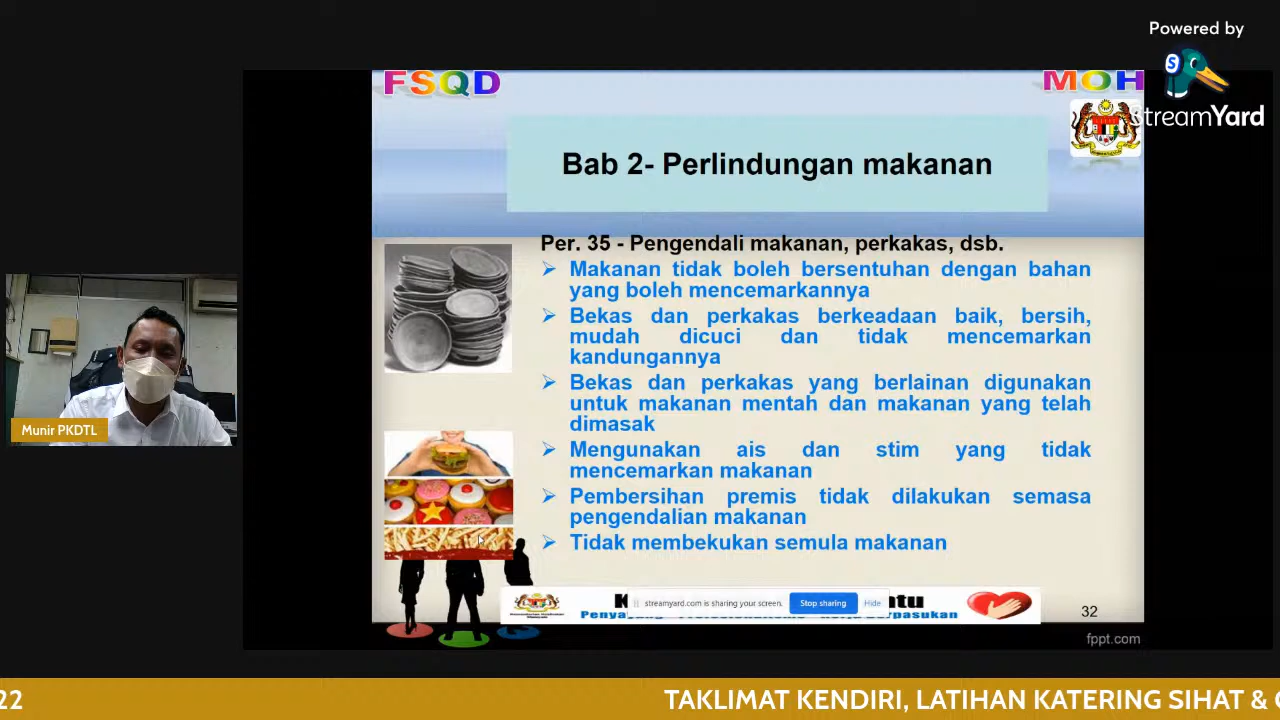 Powered by
StreamYard
FSQD
MOH
Bab 2- Perlindungan makanan
Per. 35 - Pengendali makanan, perkakas, dsb.
Makanan tidak boleh bersentuhan dengan bahan
yang boleh mencemarkannya
Bekas dan perkakas berkeadaan baik, bersih,
mudah dicuci dan tidak mencemarkan
kandungannya
Bekas dan perkakas yang berlainan digunakan
untuk makanan mentah dan makanan yang telah
dimasak
Mengunakan ais dan stim yang tidak
mencemarkan makanan
Pembersihan premis tidak dilakukan semasa
pengendalian makanan
Tidak membekukan semula makanan
Munir PKDTL
streamyard.com is sharing your screen.
Stop sharing
Hide
32
fppt.com
22
TAKLIMAT KENDIRI, LATIHAN KATERING SIHAT &